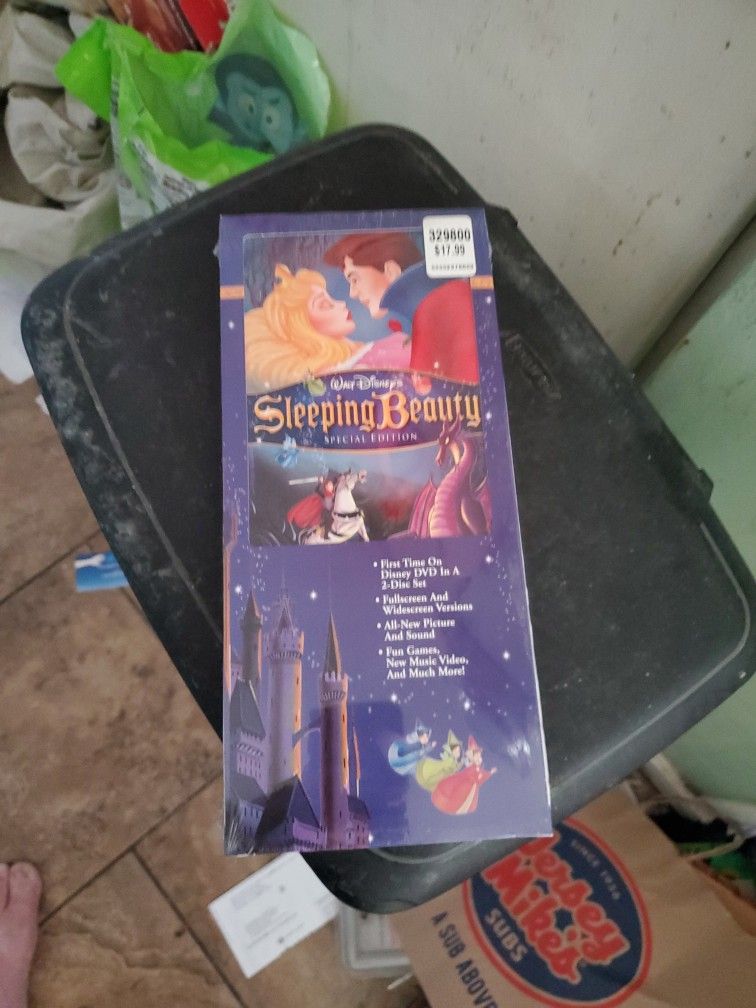 329800
$17.99
WALT DISNEY'S
Sleeping Beauty
SPECIAL EDITION
• First Time On
Disney DVD In A
2-Disc Set
• Fullscreen And
Widescreen Versions
• All-New Picture
And Sound
• Fun Games,
New Music Video,
And Much More!
SINCE 1956
Jersey
Mike's
SUBS
A SUB ABOVE